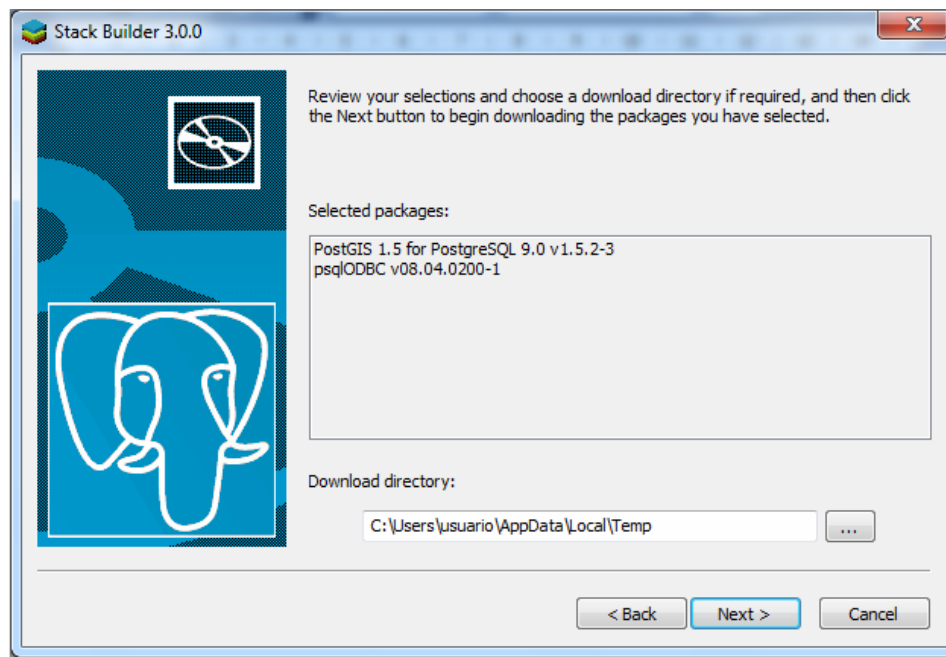 Stack Builder 3.0.0
Review your selections and choose a download directory if required, and then click
the Next button to begin downloading the packages you have selected.
Selected packages:
PostGIS 1.5 for PostgreSQL 9.0 v1.5.2-3
psqlODBC v08.04.0200-1
Download directory:
C:\Users\usuario\AppData\Local\Temp
...
< Back
Next >
Cancel